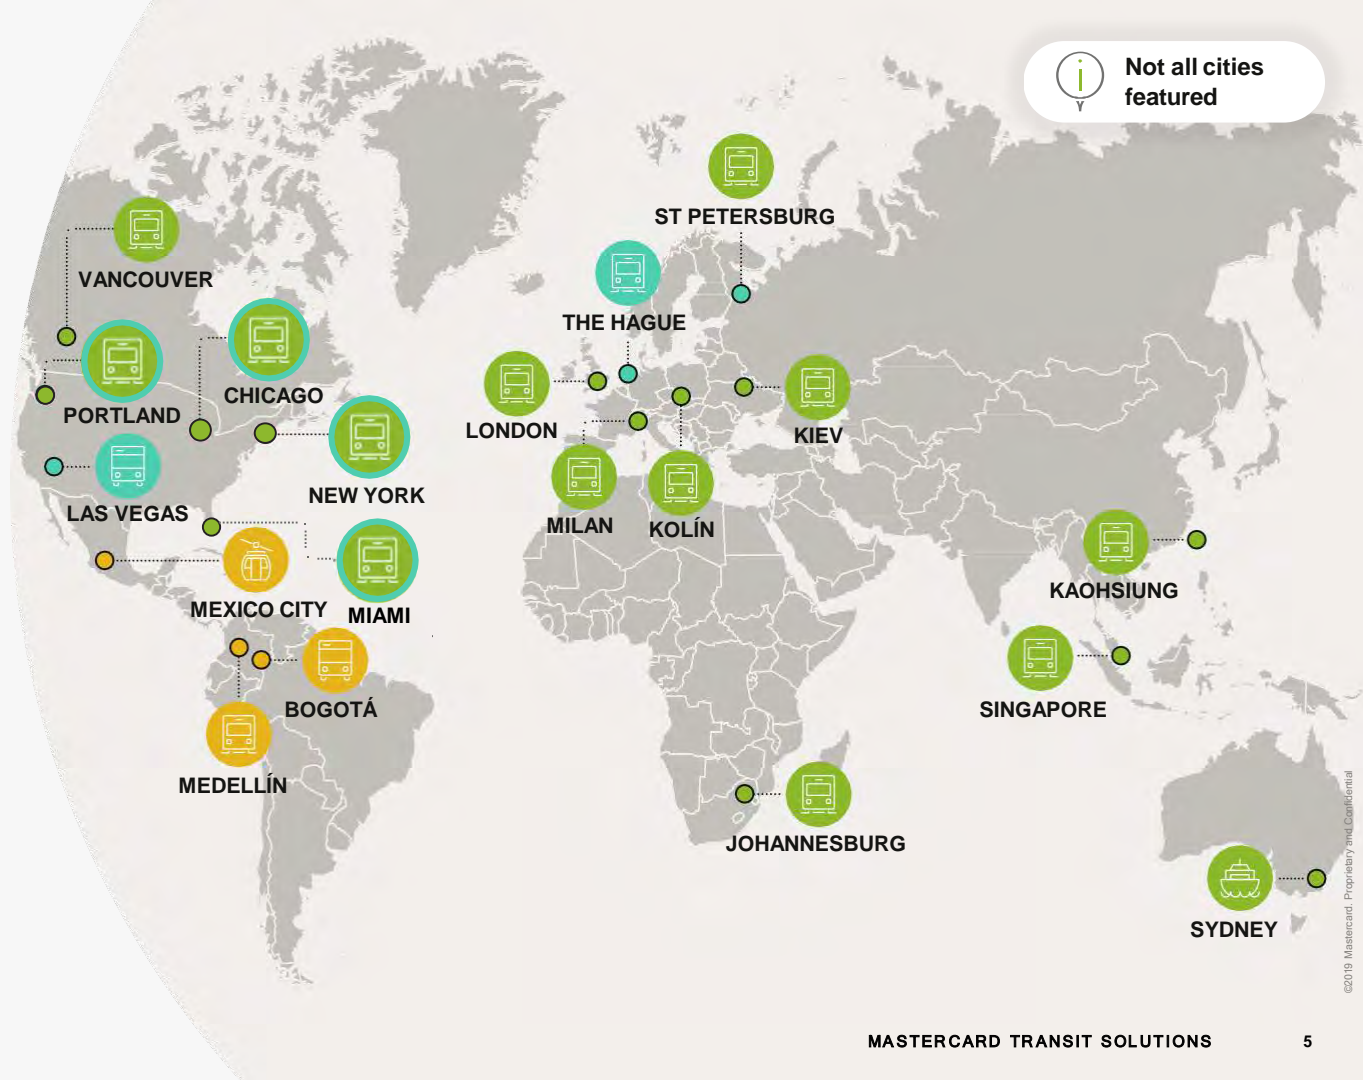 Not all cities
featured
ST PETERSBURG
VANCOUVER
THE HAGUE
CHICAGO
PORTLAND
LONDON
KIEV
NEW YORK
LAS VEGAS
MILAN
KOLÍN
KAOHSIUNG
MEXICO CITY
MIAMI
SINGAPORE
BOGOTÁ
MEDELLÍN
JOHANNESBURG
SYDNEY
©2019 Mastercard. Proprietary and Confidential
MASTERCARD TRANSIT SOLUTIONS
5